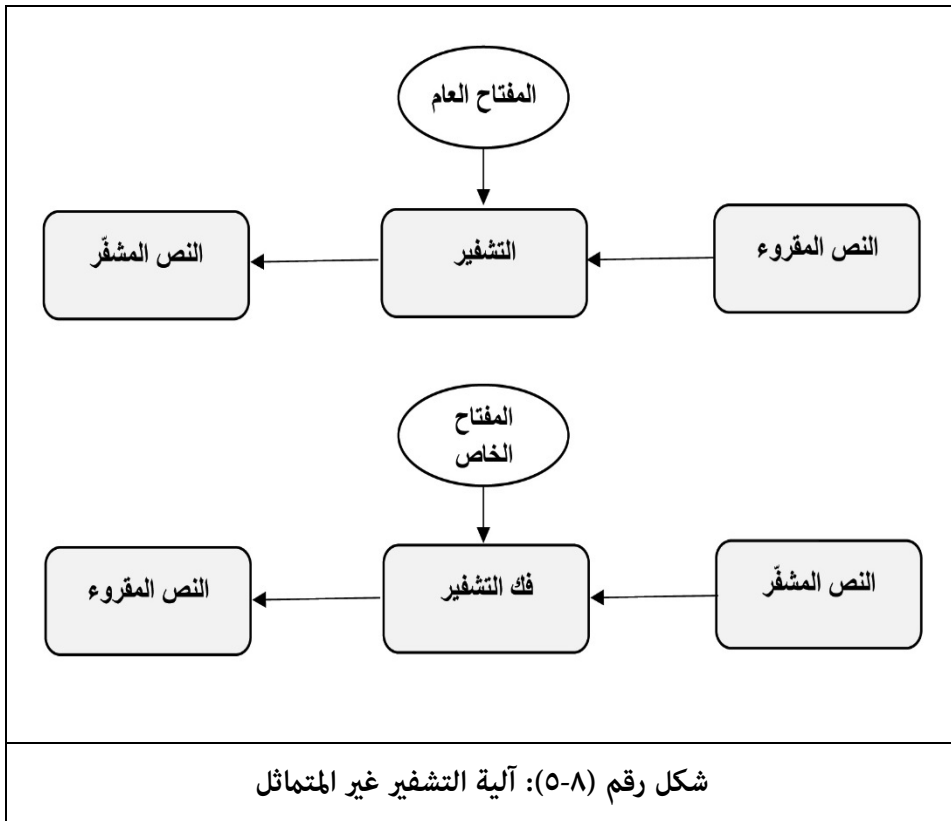 المفتاح العام
النص المقروء
التشفير
النص المشفّر
المفتاح
الخاص
النص المشفّر
فك التشفير
النص المقروء
شكل رقم (٨-٥): آلية التشفير غير المتماثل